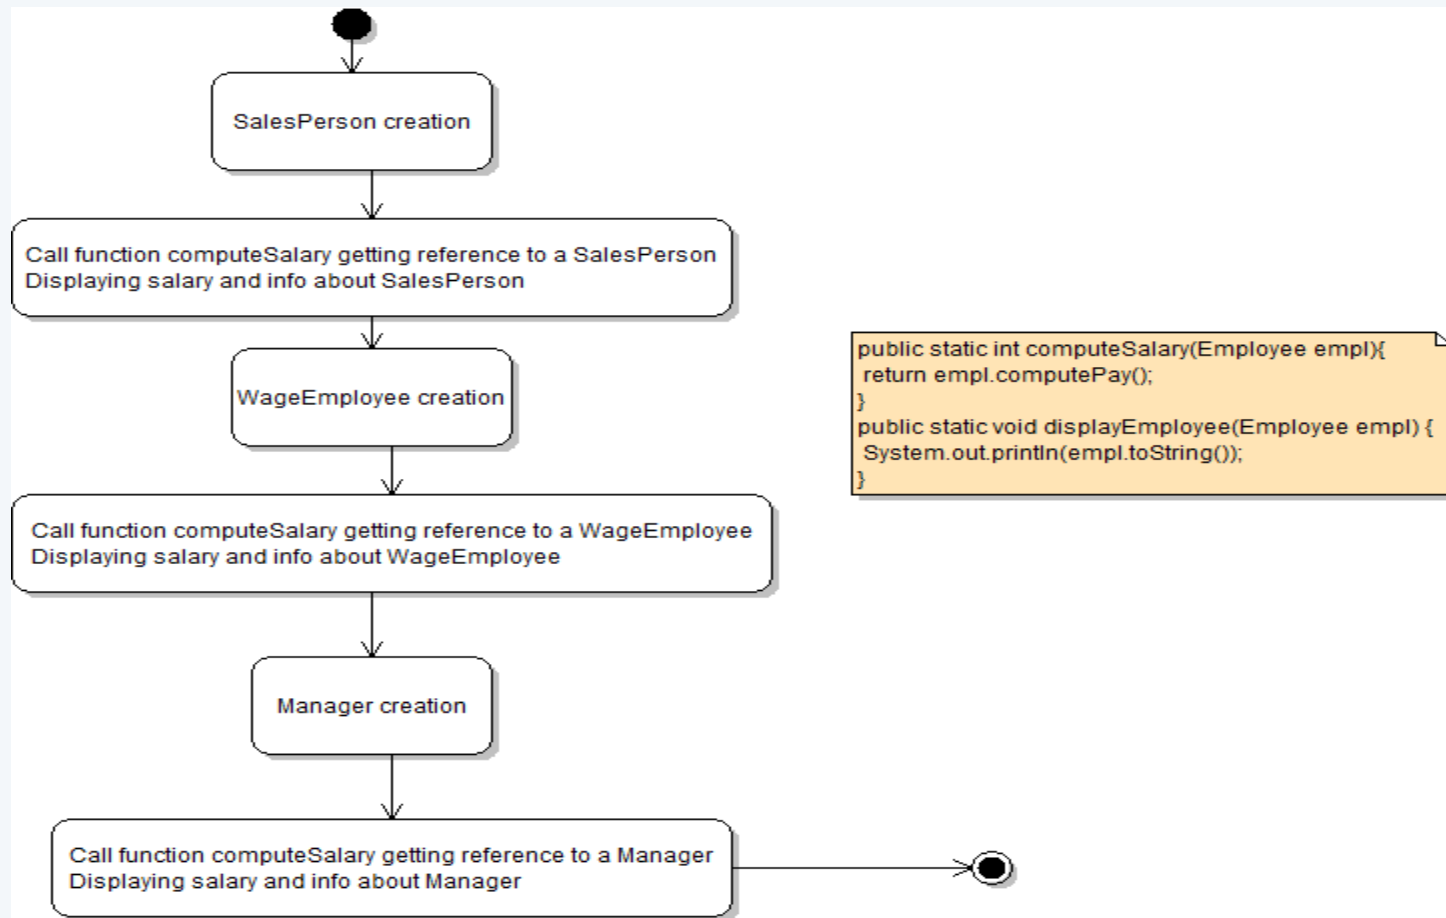 SalesPerson creation
Call function computeSalary getting reference to a SalesPerson
Displaying salary and info about SalesPerson
WageEmployee creation
Call function computeSalary getting reference to a WageEmployee
Displaying salary and info about WageEmployee
Manager creation
Call function computeSalary getting reference to a Manager
Displaying salary and info about Manager
public static int computeSalary(Employee empl){
return empl.computePay();
}
public static void displayEmployee(Employee empl) {
System.out.println(empl.toString());
}